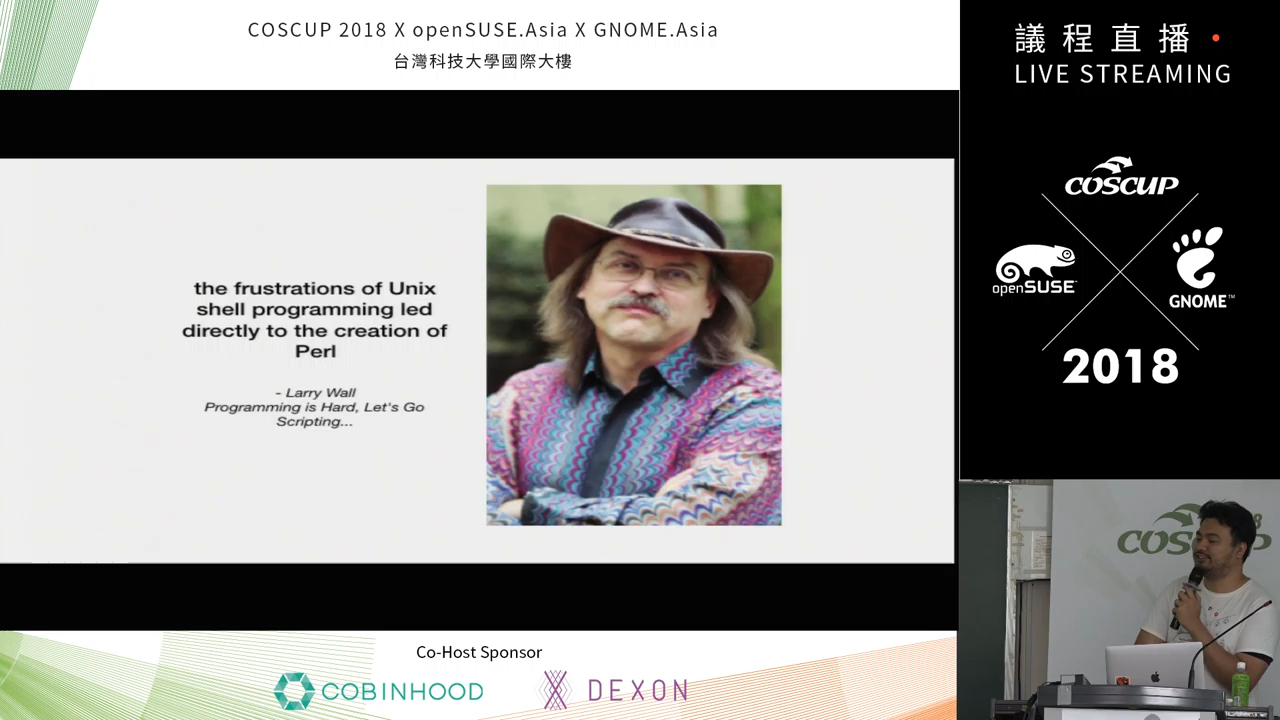 COSCUP 2018 X openSUSE.Asia X GNOME.Asia
台灣科技大學國際大樓
議程直播
LIVE STREAMING
COSCUP
openSUSE
GNOME™
2018
the frustrations of Unix
shell programming led
directly to the creation of
Perl
- Larry Wall
Programming is Hard, Let's Go
Scripting...
Co-Host Sponsor
COBINHOOD
DEXON